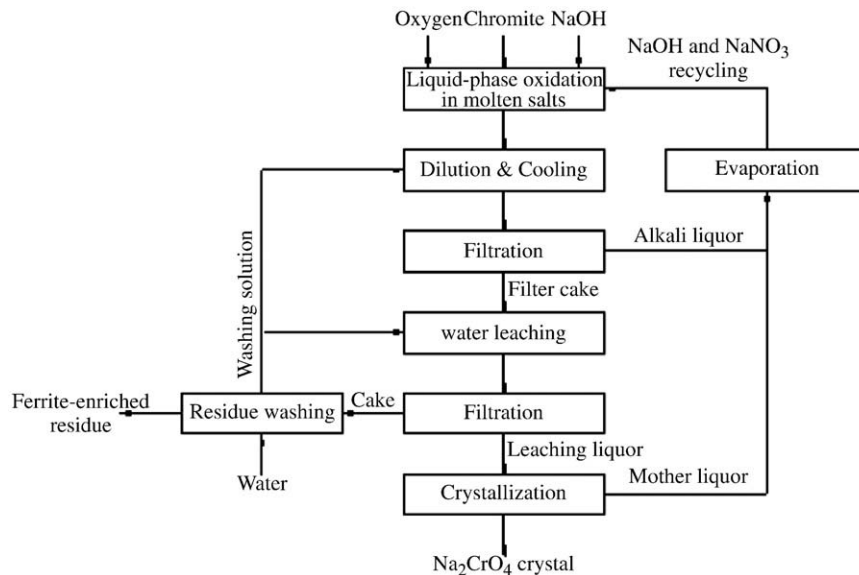 Oxygen Chromite NaOH
NaOH and NaNO₃
recycling
Liquid-phase oxidation
in molten salts
Dilution & Cooling
Evaporation
Filtration
Alkali liquor
Filter cake
Washing solution
water leaching
Ferrite-enriched
residue
Residue washing
Cake
Filtration
Leaching liquor
Water
Crystallization
Mother liquor
Na₂CrO₄ crystal